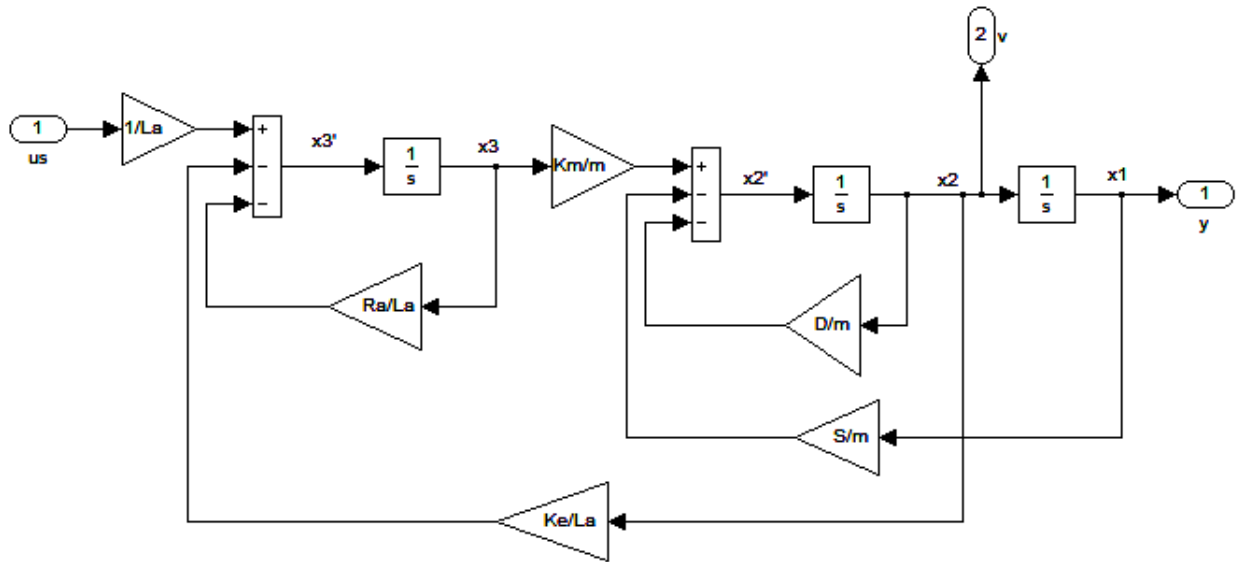 2
v
1
us
1/La
+
−
−
x3'
1
s
x3
Km/m
+
−
−
x2'
1
s
x2
1
s
x1
1
y
Ra/La
D/m
S/m
Ke/La